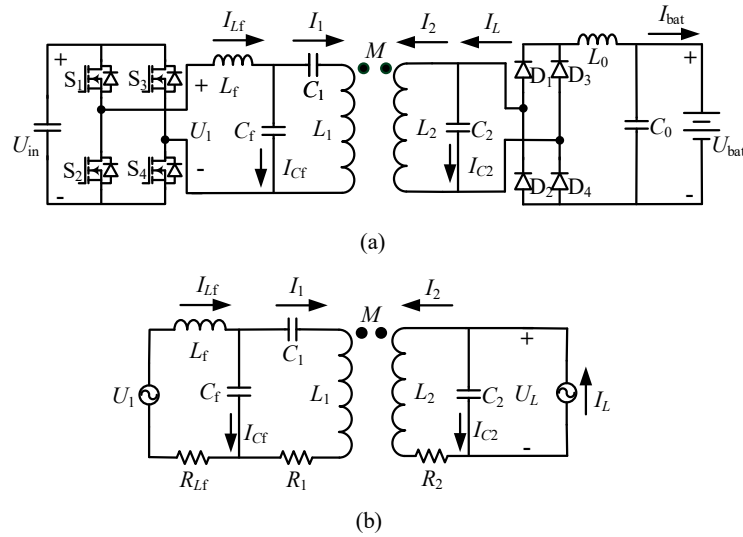 I_Lf I_1 M I_2 I_L L_0 I_bat
+ S_1 S_3 + L_f C_1 D_1 D_3 +
U_in U_1 C_f L_1 L_2 C_2 C_0 U_bat
S_2 S_4 I_Cf I_C2 D_2 D_4
- - -
(a)
I_Lf I_1 M I_2
L_f C_1 +
U_1 C_f L_1 L_2 C_2 U_L I_L
I_Cf I_C2 -
R_Lf R_1 R_2
(b)